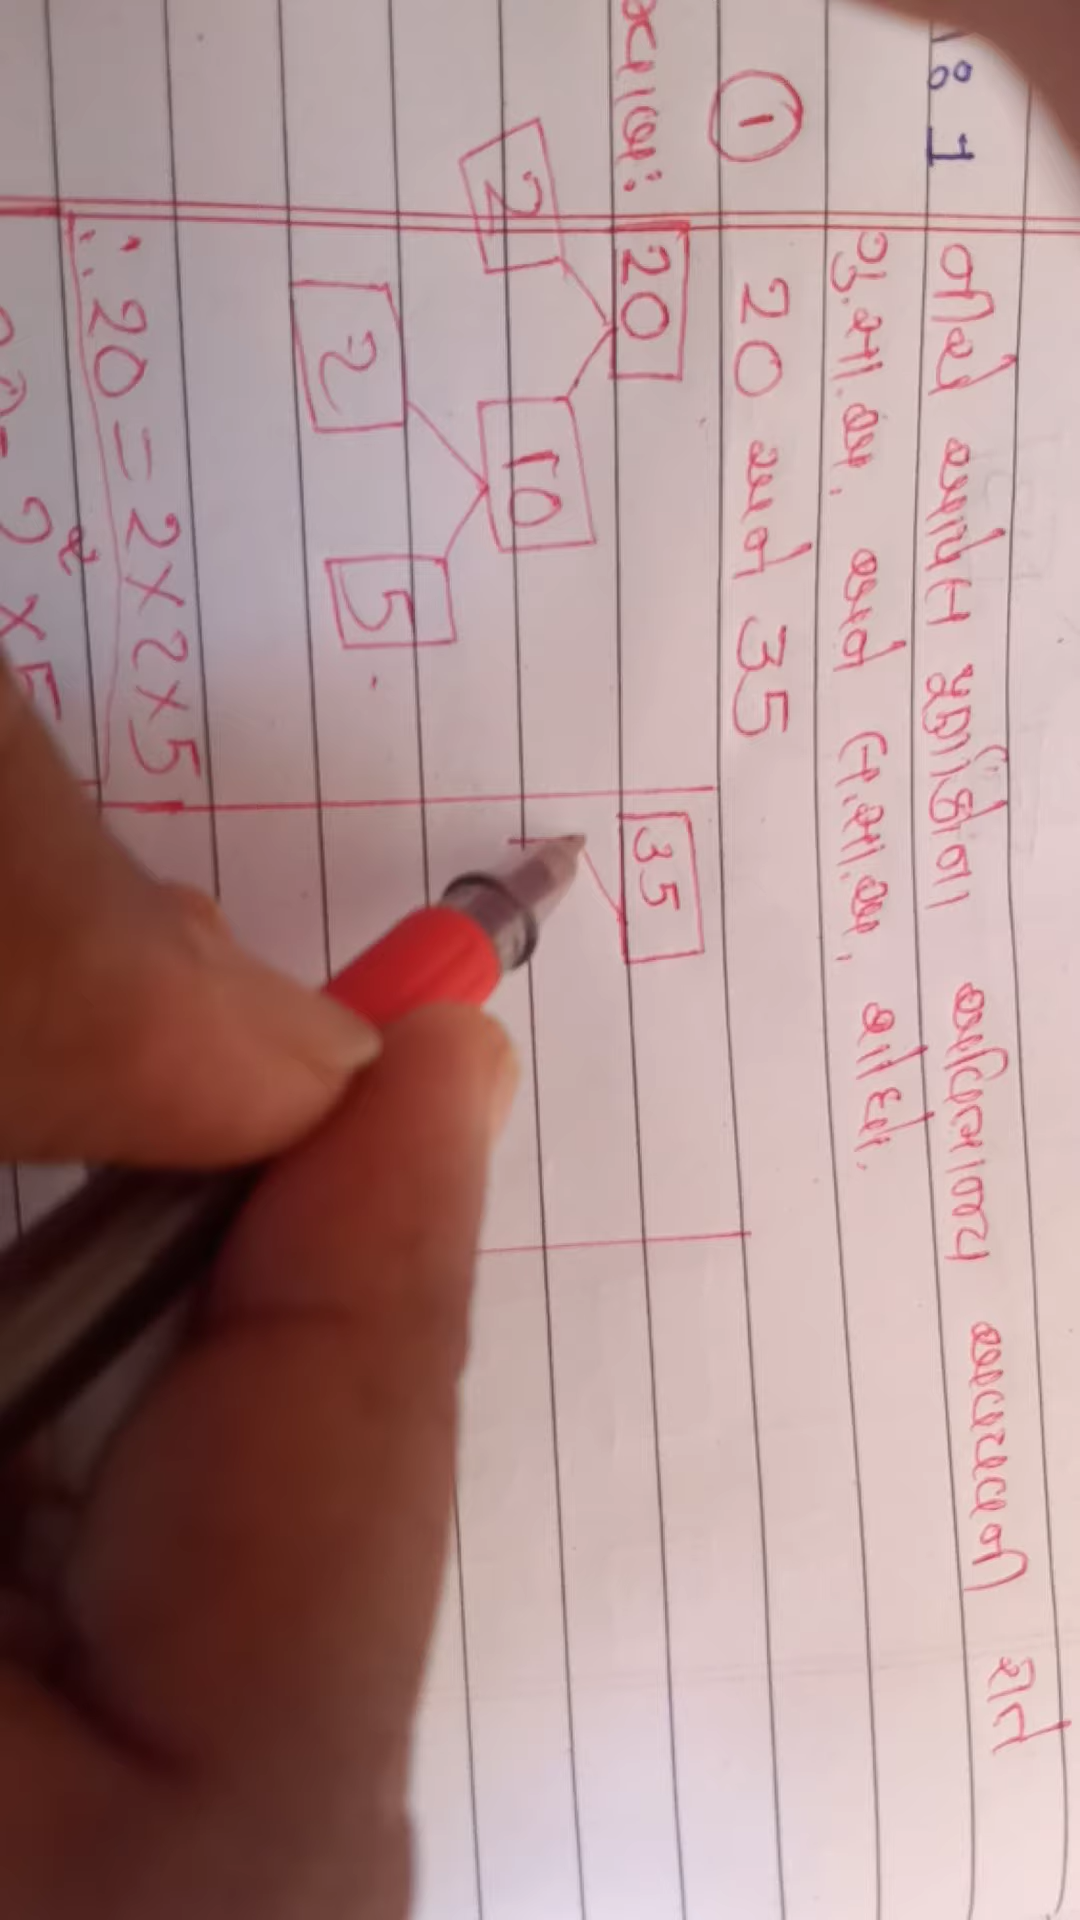 1
નીચે આપેલ પૂર્ણાંકોના અવિભાજ્ય અવયવની રીતે
ગુ.સા.અ. અને લ.સા.અ. શોધો.
① 20 અને 35
જવાબ:
20
2 10
2 5
∴ 20 = 2 × 2 × 5
35